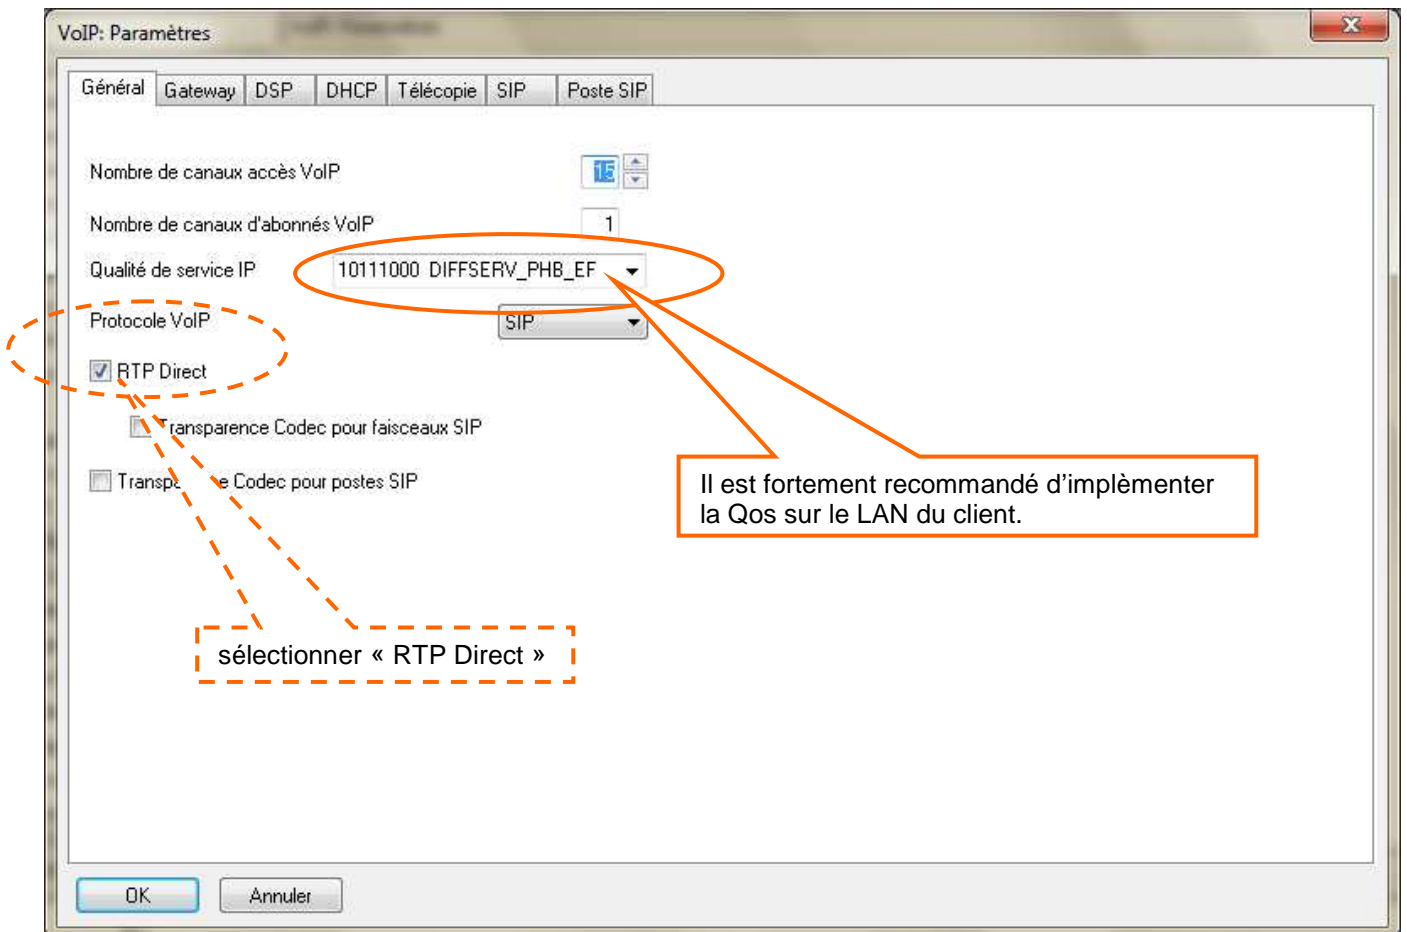 VoIP: Paramètres
Général Gateway DSP DHCP Télécopie SIP Poste SIP
Nombre de canaux accès VoIP 15
Nombre de canaux d'abonnés VoIP 1
Qualité de service IP 10111000 DIFFSERV_PHB_EF
Protocole VoIP SIP
RTP Direct
Transparence Codec pour faisceaux SIP
Transpa e Codec pour postes SIP
Il est fortement recommandé d’implèmenter
la Qos sur le LAN du client.
sélectionner « RTP Direct »
OK Annuler